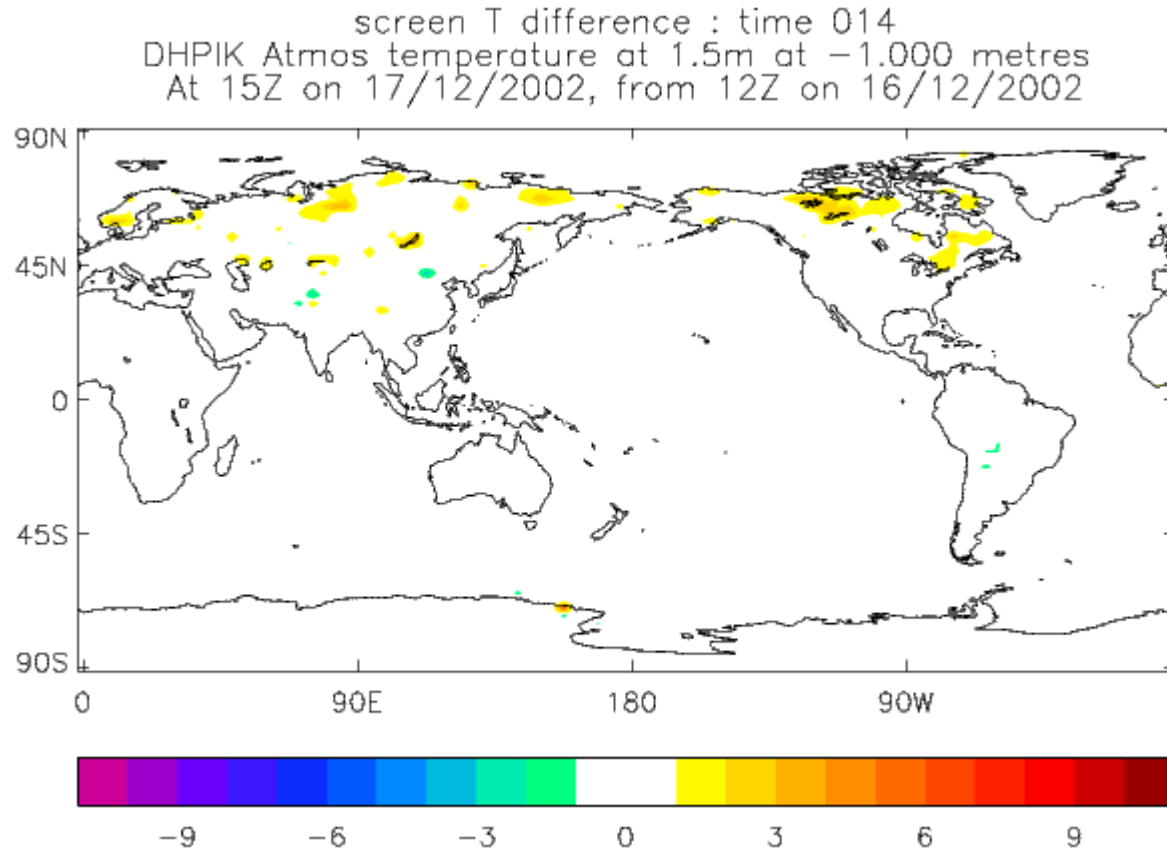 screen T difference : time 014
DHPIK Atmos temperature at 1.5m at −1.000 metres
At 15Z on 17/12/2002, from 12Z on 16/12/2002
90N
45N
0
45S
90S
0 90E 180 90W
−9 −6 −3 0 3 6 9